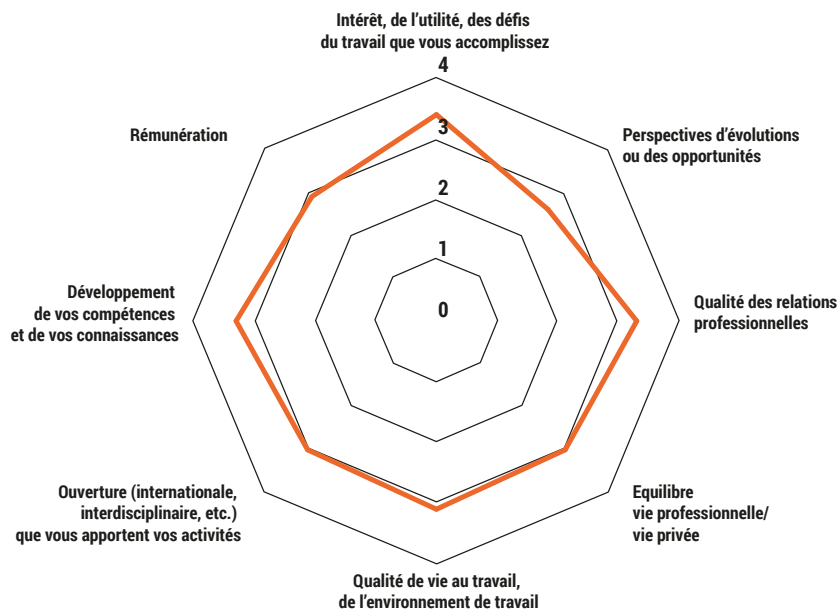 Intérêt, de l'utilité, des défis
du travail que vous accomplissez
4
Rémunération
3
Perspectives d'évolutions
ou des opportunités
2
1
Développement
de vos compétences
et de vos connaissances
0
Qualité des relations
professionnelles
Ouverture (internationale,
interdisciplinaire, etc.)
que vous apportent vos activités
Equilibre
vie professionnelle/
vie privée
Qualité de vie au travail,
de l'environnement de travail